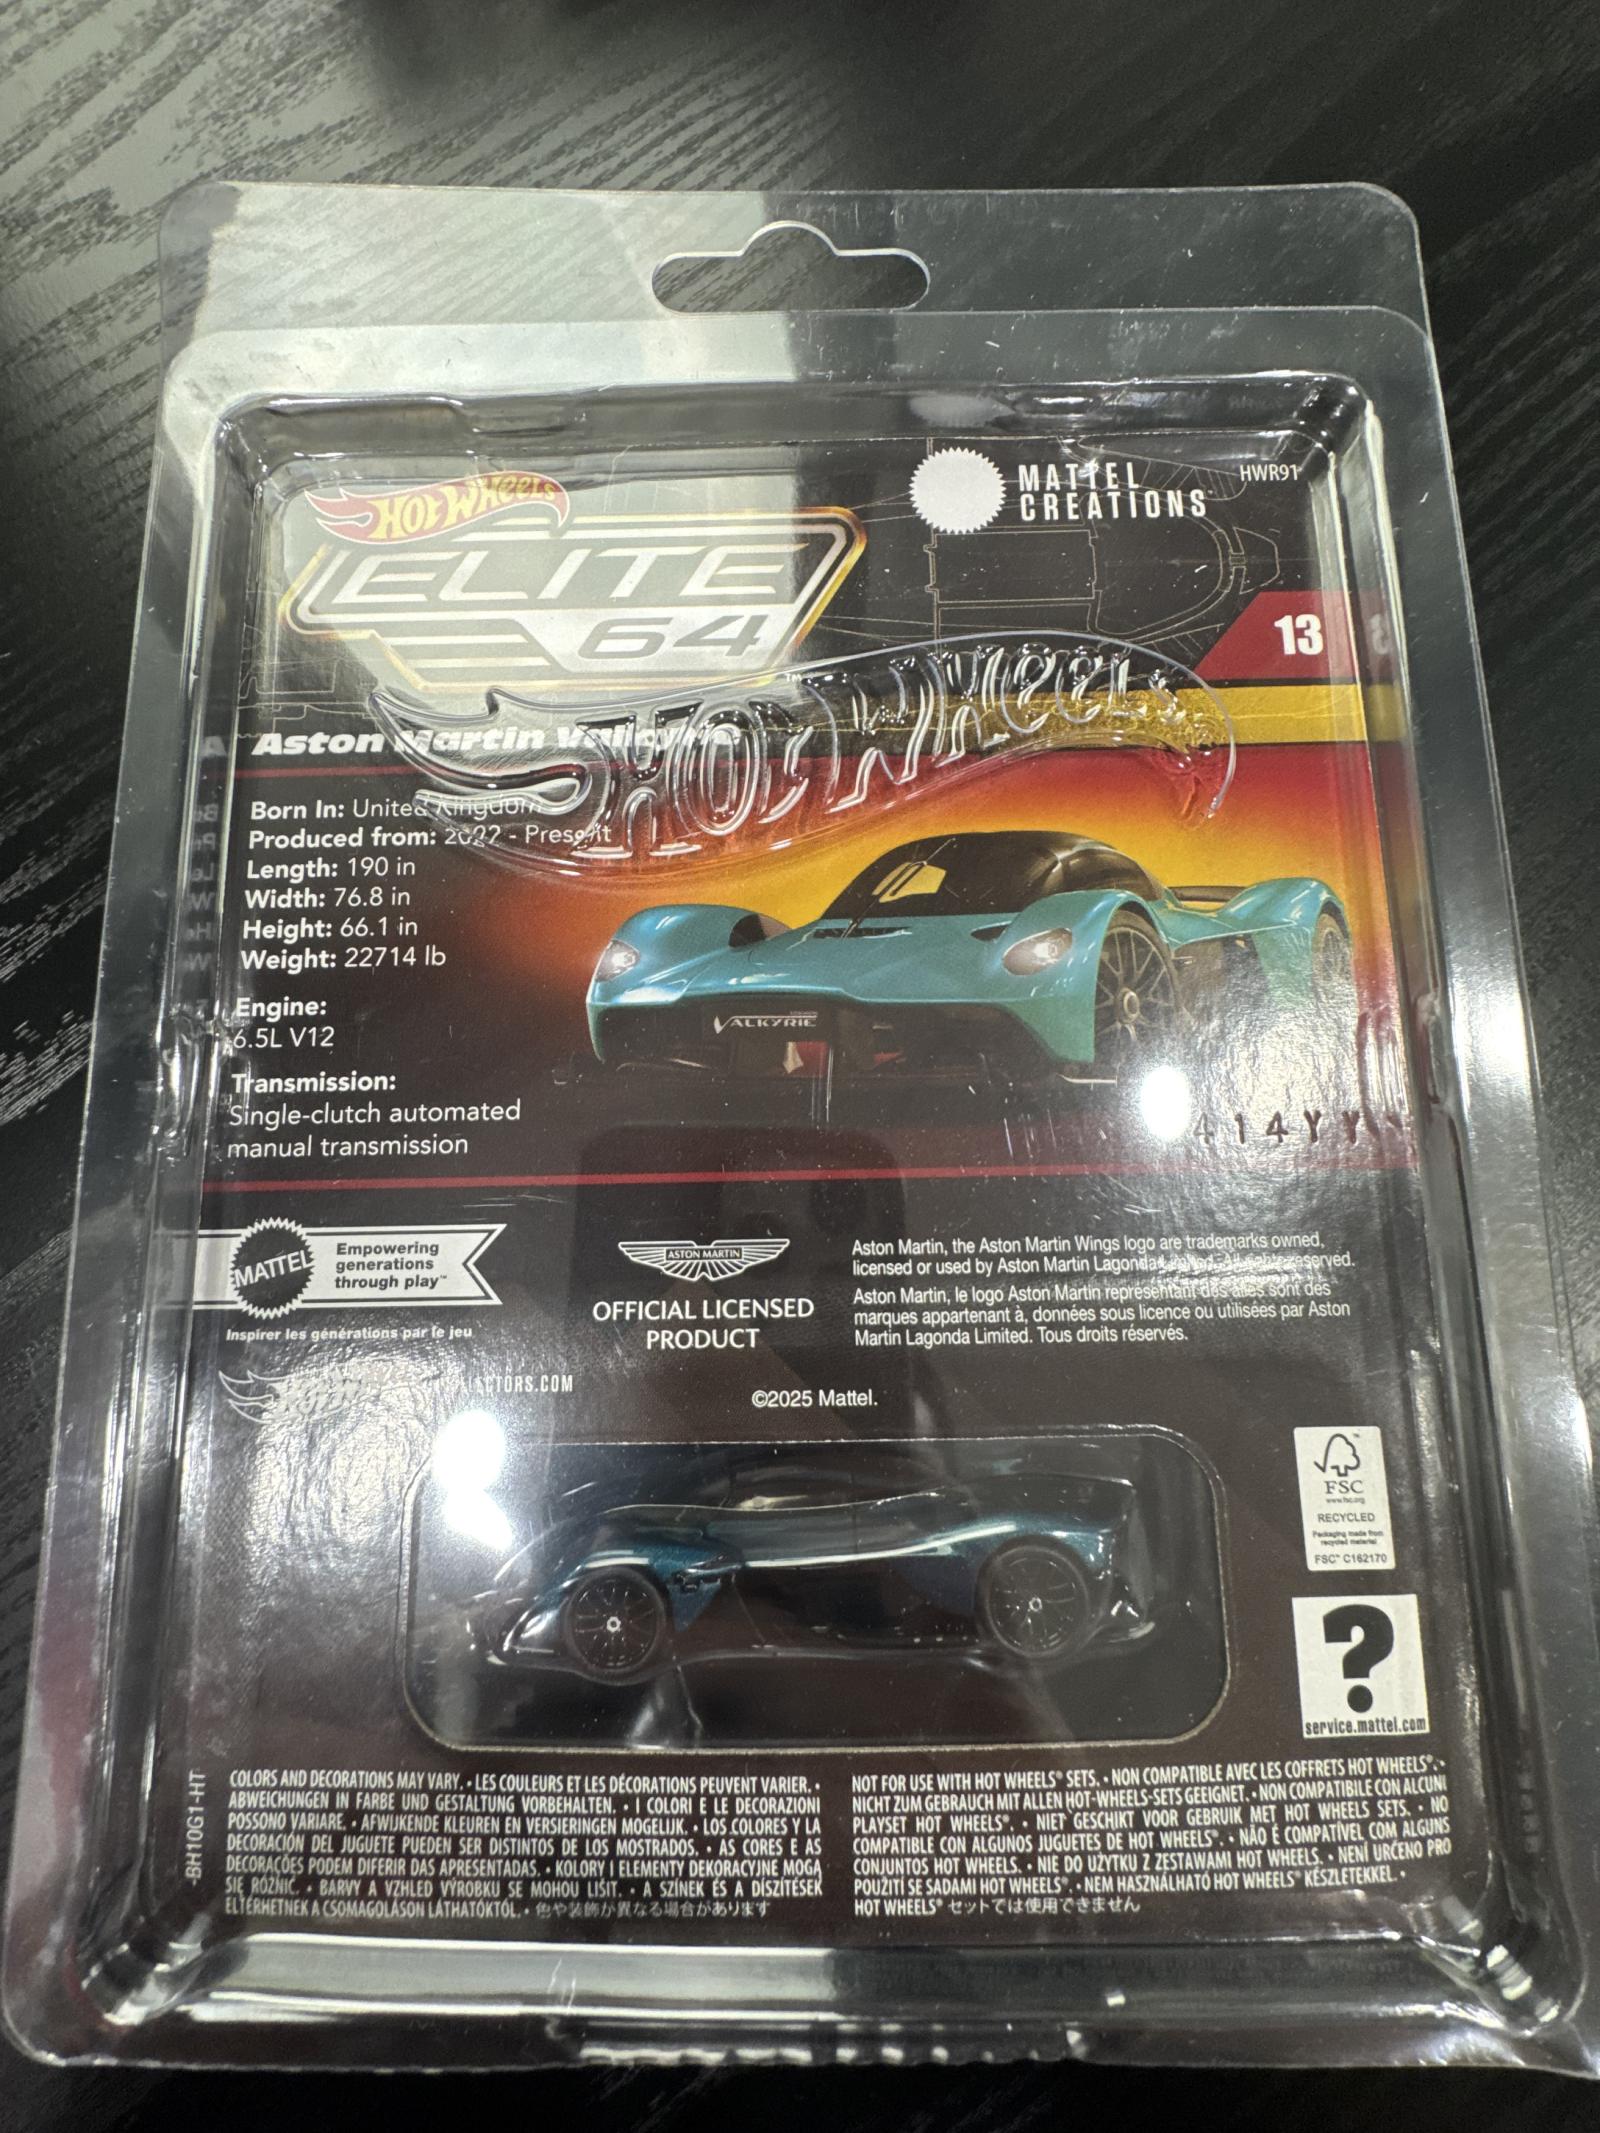 Hot Wheels
ELITE
64
™
MATTEL
CREATIONS
HWR91
13
Hot Wheels
Aston Martin Valkyrie
Born In: United Kingdom
Produced from: 2022 - Present
Length: 190 in
Width: 76.8 in
Height: 66.1 in
Weight: 22714 lb
Engine:
6.5L V12
Transmission:
Single-clutch automated
manual transmission
VALKYRIE
414YY
MATTEL
Empowering
generations
through play™
Inspirer les générations par le jeu
ASTON MARTIN
OFFICIAL LICENSED
PRODUCT
Aston Martin, the Aston Martin Wings logo are trademarks owned,
licensed or used by Aston Martin Lagonda Limited. All rights reserved.
Aston Martin, le logo Aston Martin représentant des ailes sont des
marques appartenant à, données sous licence ou utilisées par Aston
Martin Lagonda Limited. Tous droits réservés.
©2025 Mattel.
FSC
www.fsc.org
RECYCLED
Packaging made from
recycled material
FSC™ C162170
?
service.mattel.com
-BH10G1-HT
COLORS AND DECORATIONS MAY VARY. • LES COULEURS ET LES DÉCORATIONS PEUVENT VARIER. •
ABWEICHUNGEN IN FARBE UND GESTALTUNG VORBEHALTEN. • I COLORI E LE DECORAZIONI
POSSONO VARIARE. • AFWIJKENDE KLEUREN EN VERSIERINGEN MOGELIJK. • LOS COLORES Y LA
DECORACIÓN DEL JUGUETE PUEDEN SER DISTINTOS DE LOS MOSTRADOS. • AS CORES E AS
DECORAÇÕES PODEM DIFERIR DAS APRESENTADAS. • KOLORY I ELEMENTY DEKORACYJNE MOGĄ
SIĘ RÓŻNIĆ. • BARVY A VZHLED VÝROBKU SE MOHOU LIŠIT. • A SZÍNEK ÉS A DÍSZÍTÉSEK
ELTÉRHETNEK A CSOMAGOLÁSON LÁTHATÓKTÓL. • 色や装飾が異なる場合があります
NOT FOR USE WITH HOT WHEELS® SETS. • NON COMPATIBLE AVEC LES COFFRETS HOT WHEELS®. •
NICHT ZUM GEBRAUCH MIT ALLEN HOT-WHEELS-SETS GEEIGNET. • NON COMPATIBILE CON ALCUNI
PLAYSET HOT WHEELS®. • NIET GESCHIKT VOOR GEBRUIK MET HOT WHEELS SETS. • NO
COMPATIBLE CON ALGUNOS JUGUETES DE HOT WHEELS®. • NÃO É COMPATÍVEL COM ALGUNS
CONJUNTOS HOT WHEELS. • NIE DO UŻYTKU Z ZESTAWAMI HOT WHEELS. • NENÍ URČENO PRO
POUŽITÍ SE SADAMI HOT WHEELS®. • NEM HASZNÁLHATÓ HOT WHEELS® KÉSZLETEKKEL. •
HOT WHEELS® セットでは使用できません